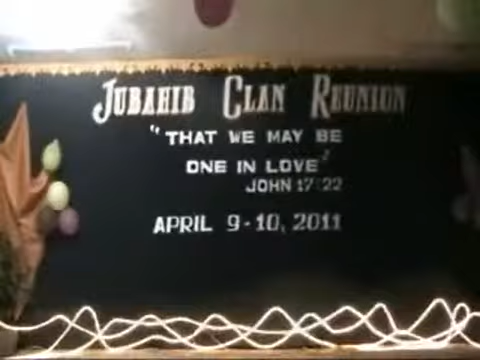 JUBAHIB CLAN REUNION
"THAT WE MAY BE
ONE IN LOVE"
JOHN 17:22
APRIL 9-10, 2011